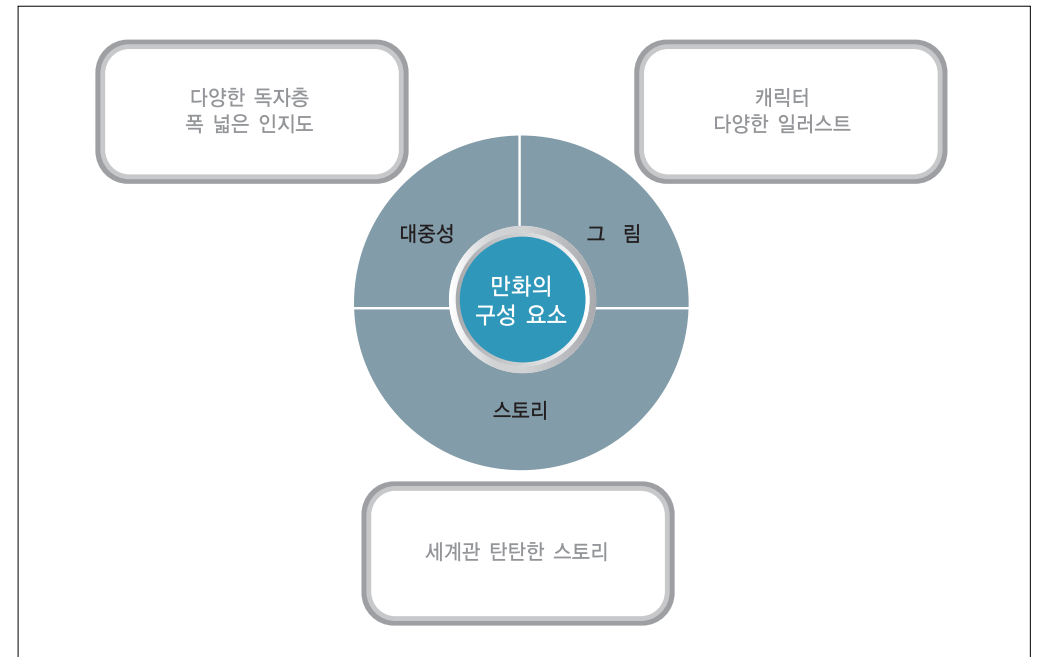 다양한 독자층
폭 넓은 인지도
캐릭터
다양한 일러스트
대중성
그 림
만화의
구성 요소
스토리
세계관 탄탄한 스토리